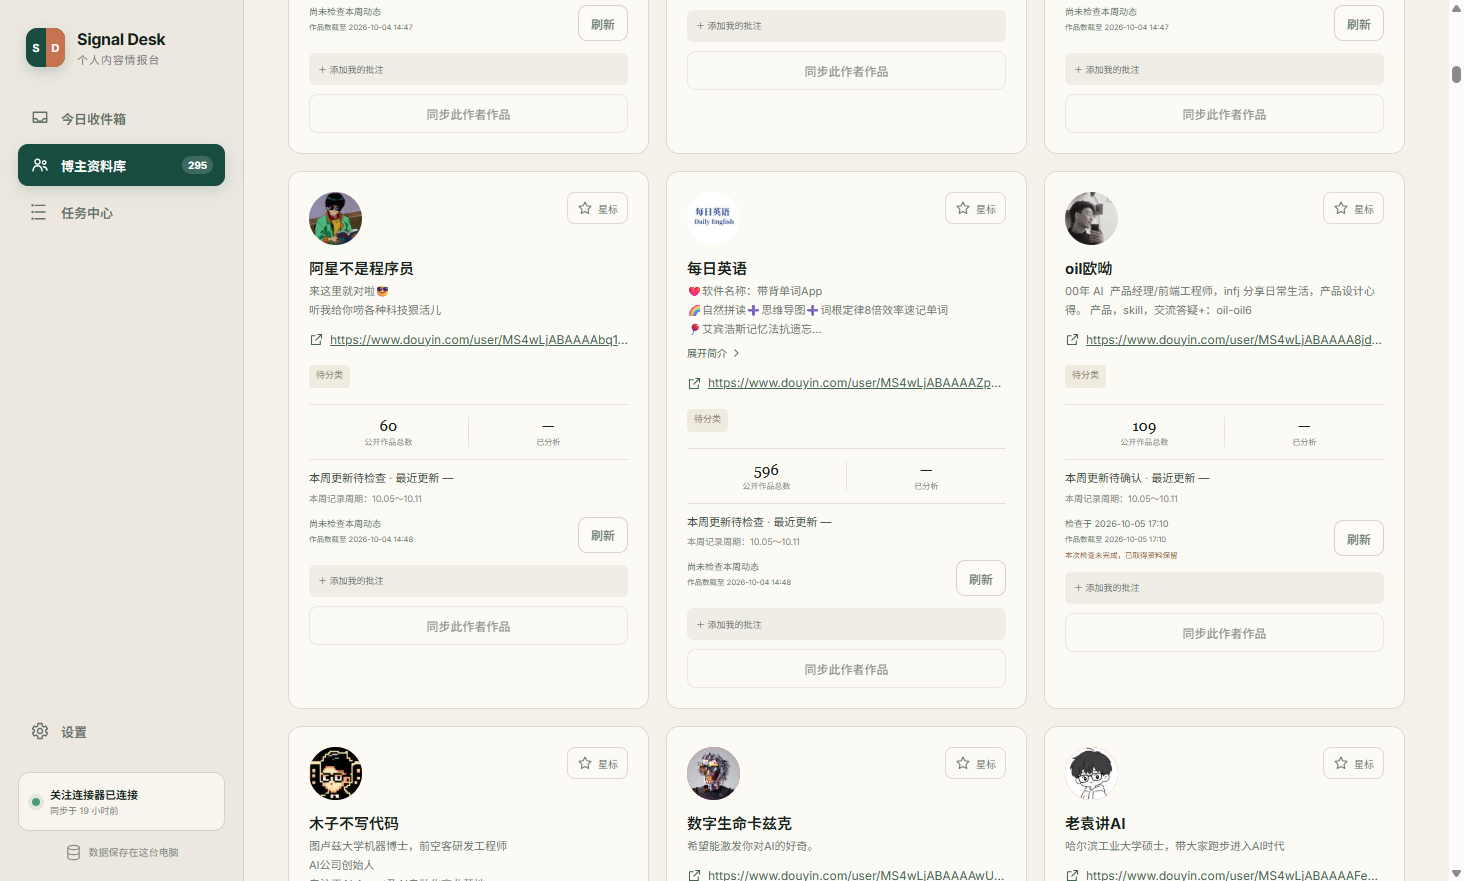 S D
Signal Desk
个人内容情报台
今日收件箱
博主资料库
295
任务中心
设置
关注连接器已连接
同步于 19 小时前
数据保存在这台电脑
尚未检查本周动态
作品数截至 2026-10-04 14:47
刷新
+ 添加我的批注
同步此作者作品
+ 添加我的批注
同步此作者作品
尚未检查本周动态
作品数截至 2026-10-04 14:47
刷新
+ 添加我的批注
同步此作者作品
星标
阿星不是程序员
来这里就对啦😎
听我给你唠各种科技狠活儿
https://www.douyin.com/user/MS4wLjABAAAAbq1...
待分类
60
公开作品总数
—
已分析
本周更新待检查 · 最近更新 —
本周记录周期：10.05～10.11
尚未检查本周动态
作品数截至 2026-10-04 14:48
刷新
+ 添加我的批注
同步此作者作品
每日英语
Daily English
星标
每日英语
❤️软件名称：带背单词App
🌈自然拼读➕思维导图➕词根定律8倍效率速记单词
🎈艾宾浩斯记忆法抗遗忘...
展开简介
https://www.douyin.com/user/MS4wLjABAAAAZp...
待分类
596
公开作品总数
—
已分析
本周更新待检查 · 最近更新 —
本周记录周期：10.05～10.11
尚未检查本周动态
作品数截至 2026-10-04 14:48
刷新
+ 添加我的批注
同步此作者作品
星标
oil欧呦
00年 AI 产品经理/前端工程师，infj 分享日常生活，产品设计心
得。 产品，skill，交流答疑+：oil-oil6
https://www.douyin.com/user/MS4wLjABAAAA8jd...
待分类
109
公开作品总数
—
已分析
本周更新待确认 · 最近更新 —
本周记录周期：10.05～10.11
检查于 2026-10-05 17:10
作品数截至 2026-10-05 17:10
本次检查未完成，已取得资料保留
刷新
+ 添加我的批注
同步此作者作品
星标
木子不写代码
图卢兹大学机器博士，前空客研发工程师
AI公司创始人
星标
数字生命卡兹克
希望能激发你对AI的好奇。
https://www.douyin.com/user/MS4wLjABAAAAwU...
星标
老袁讲AI
哈尔滨工业大学硕士，带大家跑步进入AI时代
https://www.douyin.com/user/MS4wLjABAAAAFe...